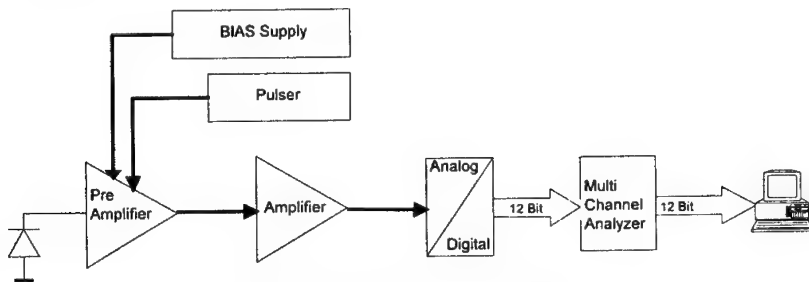 BIAS Supply
Pulser
Pre
Amplifier
Amplifier
Analog
Digital
12 Bit
Multi
Channel
Analyzer
12 Bit